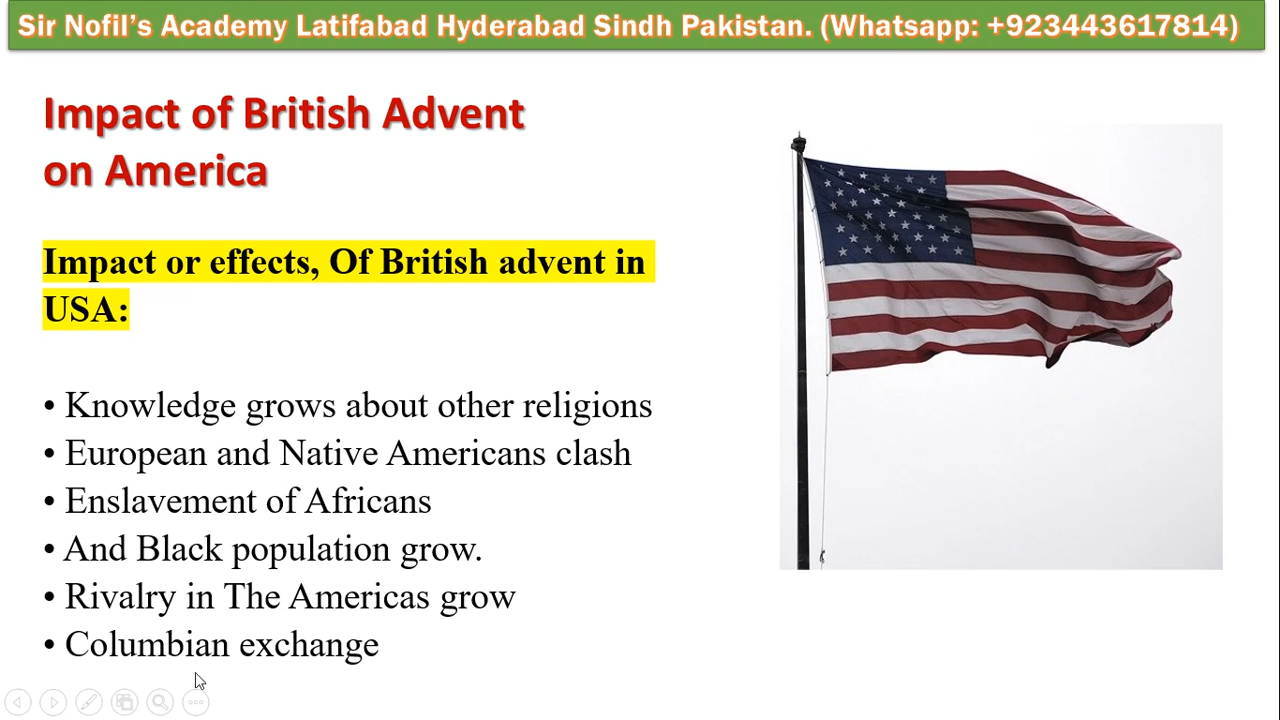 Sir Nofil’s Academy Latifabad Hyderabad Sindh Pakistan. (Whatsapp: +923443617814)
Impact of British Advent
on America
Impact or effects, Of British advent in
USA:
• Knowledge grows about other religions
• European and Native Americans clash
• Enslavement of Africans
• And Black population grow.
• Rivalry in The Americas grow
• Columbian exchange